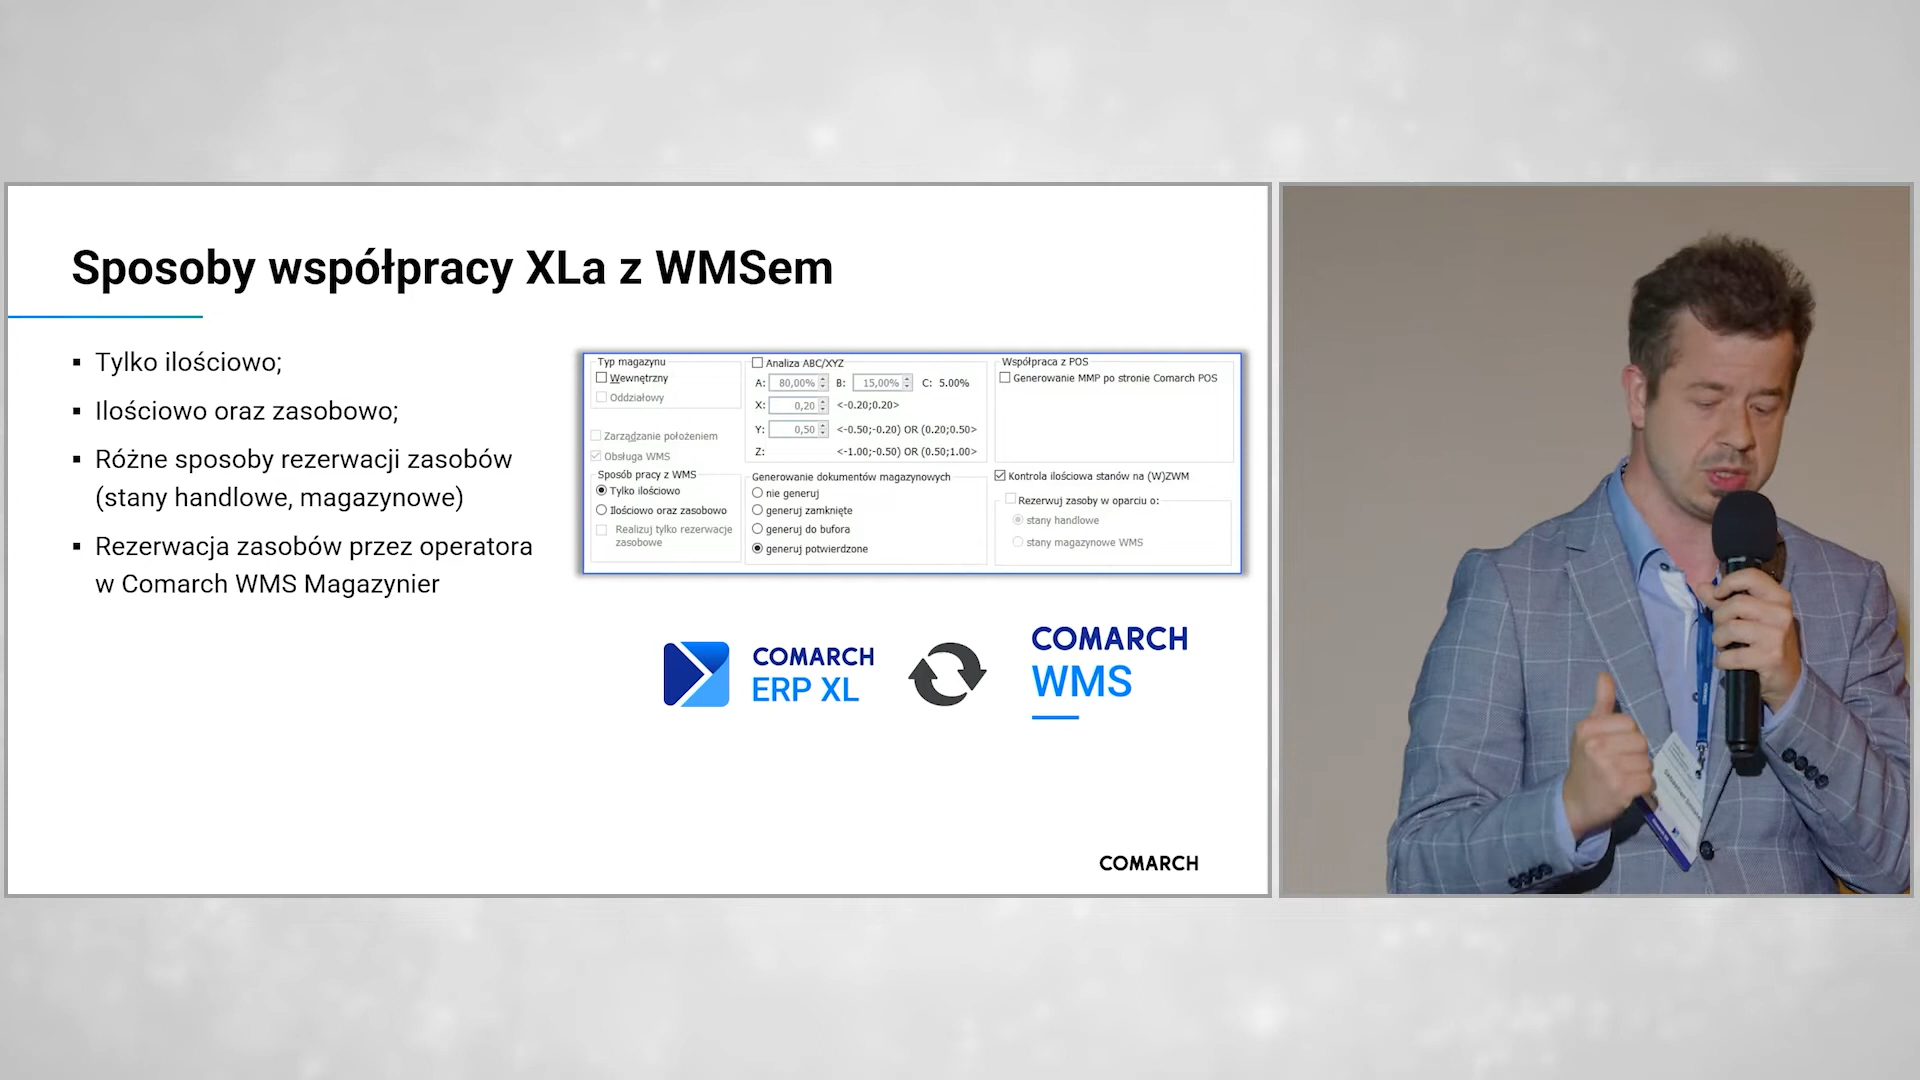 Sposoby współpracy XLa z WMSem
Tylko ilościowo;
Ilościowo oraz zasobowo;
Różne sposoby rezerwacji zasobów
(stany handlowe, magazynowe)
Rezerwacja zasobów przez operatora
w Comarch WMS Magazynier
Typ magazynu
Wewnętrzny
Oddziałowy
Zarządzanie położeniem
Obsługa WMS
Sposób pracy z WMS
Tylko ilościowo
Ilościowo oraz zasobowo
Realizuj tylko rezerwacje
zasobowe
Analiza ABC/XYZ
A: 80,00% B: 15,00% C: 5.00%
X: 0,20 <-0.20;0.20>
Y: 0,50 <-0.50;-0.20) OR (0.20;0.50>
Z: <-1.00;-0.50) OR (0.50;1.00>
Generowanie dokumentów magazynowych
nie generuj
generuj zamknięte
generuj do bufora
generuj potwierdzone
Współpraca z POS
Generowanie MMP po stronie Comarch POS
Kontrola ilościowa stanów na (W)ZWM
Rezerwuj zasoby w oparciu o:
stany handlowe
stany magazynowe WMS
COMARCH
ERP XL
COMARCH
WMS
COMARCH